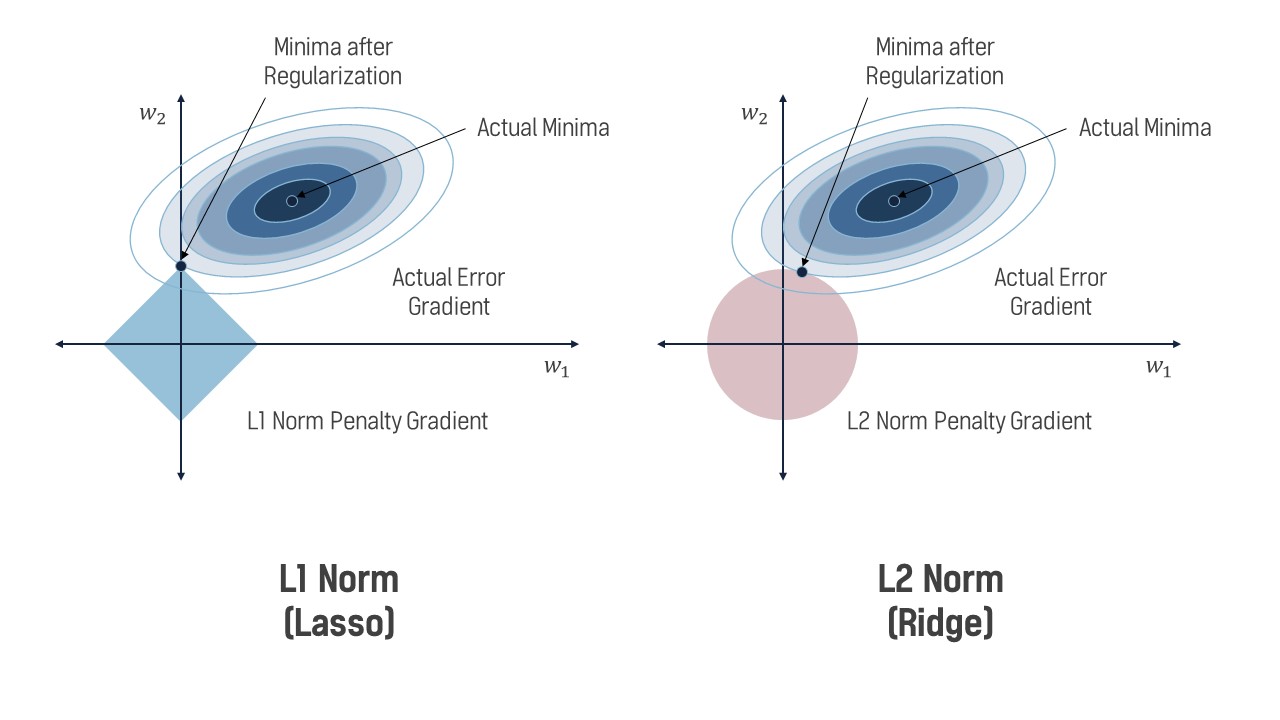 Minima after
Regularization
w₂
Actual Minima
Actual Error
Gradient
w₁
L1 Norm Penalty Gradient
L1 Norm
(Lasso)
Minima after
Regularization
w₂
Actual Minima
Actual Error
Gradient
w₁
L2 Norm Penalty Gradient
L2 Norm
(Ridge)